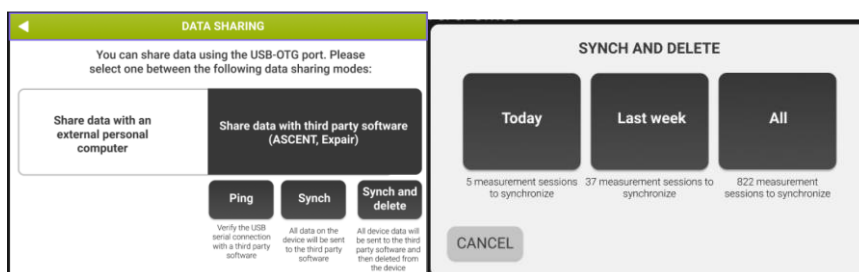 DATA SHARING
You can share data using the USB-OTG port. Please
select one between the following data sharing modes:
Share data with an
external personal
computer
Share data with third party software
(ASCENT, Expair)
Ping
Synch
Synch and
delete
Verify the USB
serial connection
with a third party
software
All data on the
device will be sent
to the third party
software
All device data will
be sent to the third
party software and
then deleted from
the device
SYNCH AND DELETE
Today
Last week
All
5 measurement sessions
to synchronize
37 measurement sessions to
synchronize
822 measurement
sessions to synchronize
CANCEL